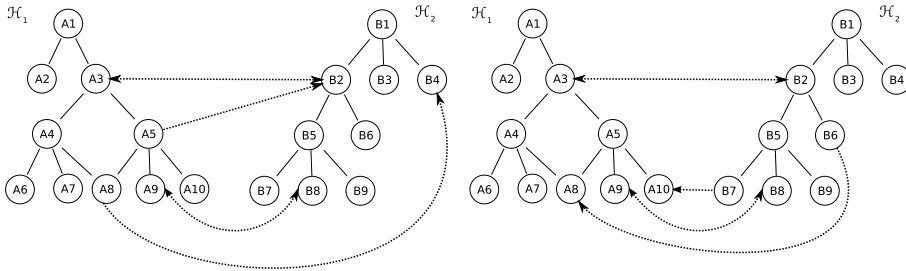 ℋ1 A1 B1 ℋ2
A2 A3 B2 B3 B4
A4 A5 B5 B6
A6 A7 A8 A9 A10 B7 B8 B9
ℋ1 A1 B1 ℋ2
A2 A3 B2 B3 B4
A4 A5 B5 B6
A6 A7 A8 A9 A10 B7 B8 B9